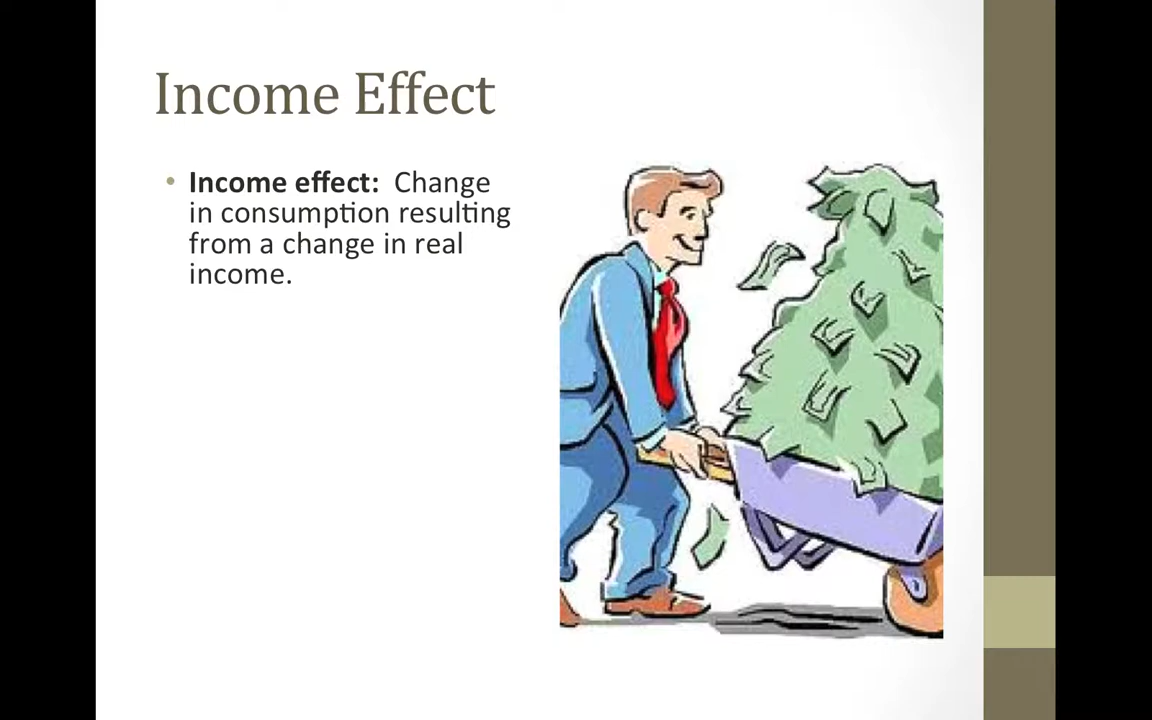 Income Effect
• Income effect: Change
in consumption resulting
from a change in real
income.